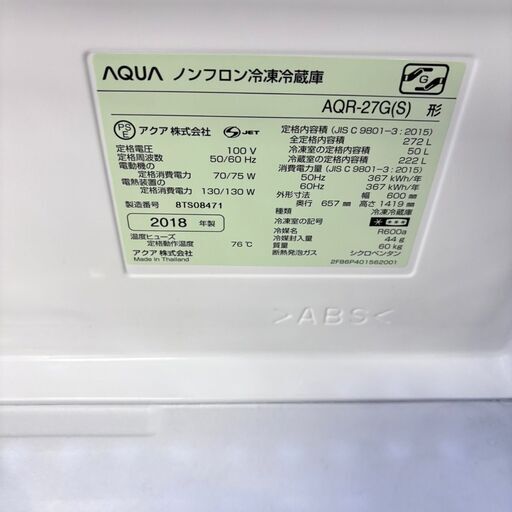 AQUA ノンフロン冷凍冷蔵庫
G
AQR-27G(S) 形
PS E アクア株式会社 S JET
定格電圧 100 V
定格周波数 50/60 Hz
電動機の
定格消費電力 70/75 W
電熱装置の
定格消費電力 130/130 W
製造番号 8TS08471
2018 年製
温度ヒューズ
定格動作温度 76℃
アクア株式会社
Made in Thailand
定格内容積 (JIS C 9801-3 : 2015)
全定格内容積 272 L
冷凍室の定格内容積 50 L
冷蔵室の定格内容積 222 L
消費電力量 (JIS C 9801-3 : 2015)
50Hz 367 kWh/年
60Hz 367 kWh/年
外形寸法 幅 600 mm
奥行 657 mm 高さ 1419 mm
種類 冷凍冷蔵庫
冷凍室の記号
冷媒名 R600a
冷媒封入量 44 g
質量 60 kg
断熱発泡ガス シクロペンタン
2FB6P401562001
>ABS<